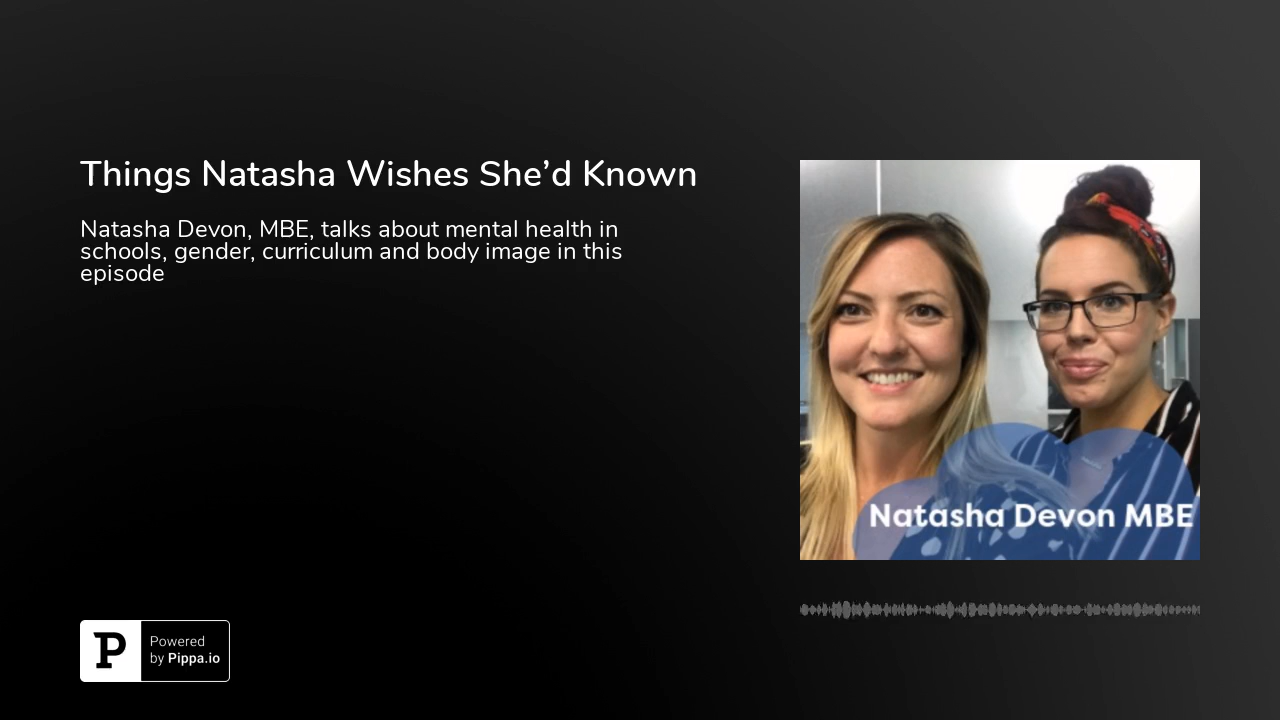 Things Natasha Wishes She’d Known
Natasha Devon, MBE, talks about mental health in
schools, gender, curriculum and body image in this
episode
Natasha Devon MBE
P
Powered
by Pippa.io